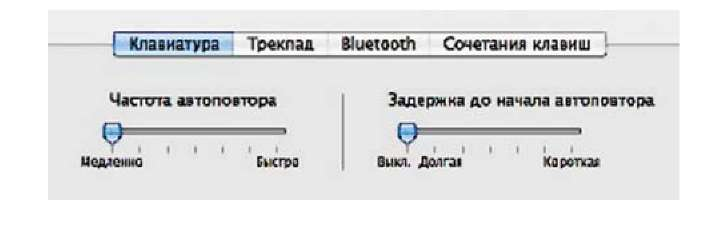 Клавиатура Трекпад Bluetooth Сочетания клавиш
Частота автоповтора Задержка до начала автоповтора
Медленно Быстро Выкл. Долгая Короткая